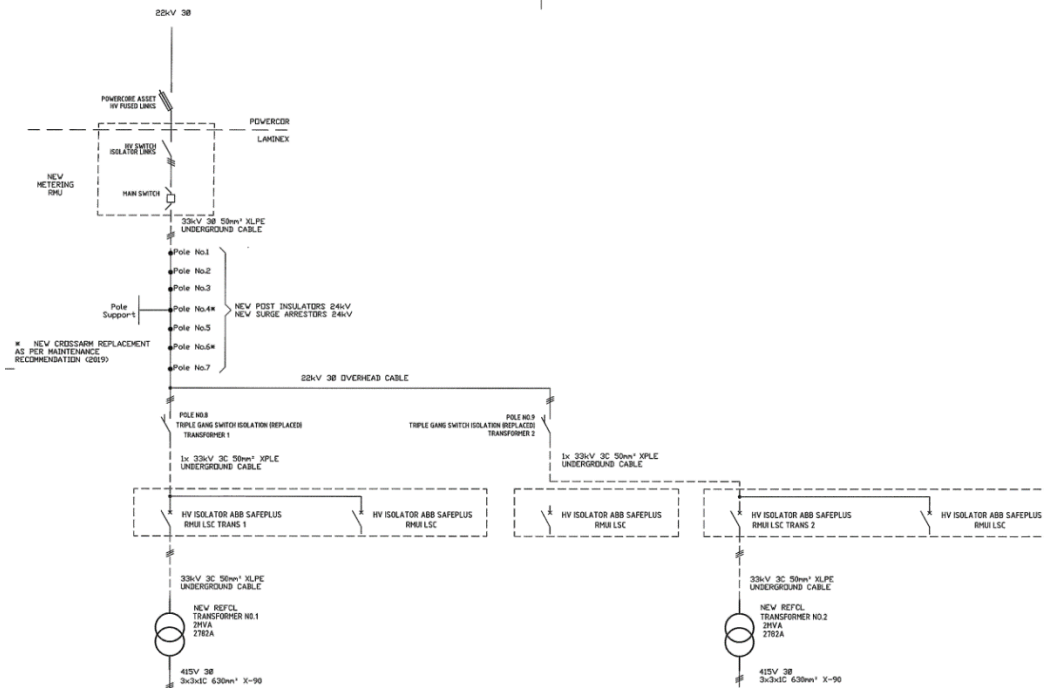 22kV 30
POWERCORE ASSET
HV FUSED LINKS
POWERCOR
LAMINEX
HV SWITCH
ISOLATOR LINKS
NEW
METERING
RMU
MAIN SWITCH
33kV 30 50mm² XLPE
UNDERGROUND CABLE
Pole No.1
Pole No.2
Pole No.3
Pole
Support
Pole No.4*
NEW POST INSULATORS 24kV
NEW SURGE ARRESTORS 24kV
Pole No.5
* NEW CROSSARM REPLACEMENT
AS PER MAINTENANCE
RECOMMENDATION (2019)
Pole No.6*
Pole No.7
22kV 30 OVERHEAD CABLE
POLE NO.8
TRIPLE GANG SWITCH ISOLATION (REPLACED)
TRANSFORMER 1
POLE NO.9
TRIPLE GANG SWITCH ISOLATION (REPLACED)
TRANSFORMER 2
1x 33kV 3C 50mm² XPLE
UNDERGROUND CABLE
1x 33kV 3C 50mm² XPLE
UNDERGROUND CABLE
HV ISOLATOR ABB SAFEPLUS
RMUI LSC TRANS 1
HV ISOLATOR ABB SAFEPLUS
RMUI LSC
HV ISOLATOR ABB SAFEPLUS
RMUI LSC
HV ISOLATOR ABB SAFEPLUS
RMUI LSC TRANS 2
HV ISOLATOR ABB SAFEPLUS
RMUI LSC
33kV 3C 50mm² XLPE
UNDERGROUND CABLE
33kV 3C 50mm² XLPE
UNDERGROUND CABLE
NEW REFCL
TRANSFORMER NO.1
2MVA
2782A
NEW REFCL
TRANSFORMER NO.2
2MVA
2782A
415V 30
3x3x1C 630mm² X-90
415V 30
3x3x1C 630mm² X-90